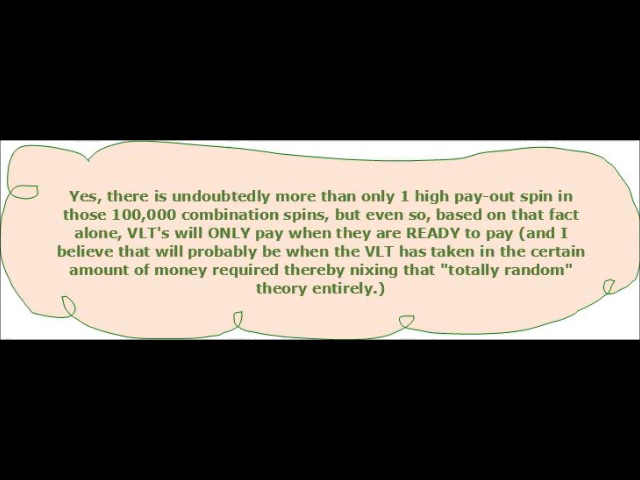 Yes, there is undoubtedly more than only 1 high pay-out spin in
those 100,000 combination spins, but even so, based on that fact
alone, VLT's will ONLY pay when they are READY to pay (and I
believe that will probably be when the VLT has taken in the certain
amount of money required thereby nixing that "totally random"
theory entirely.)